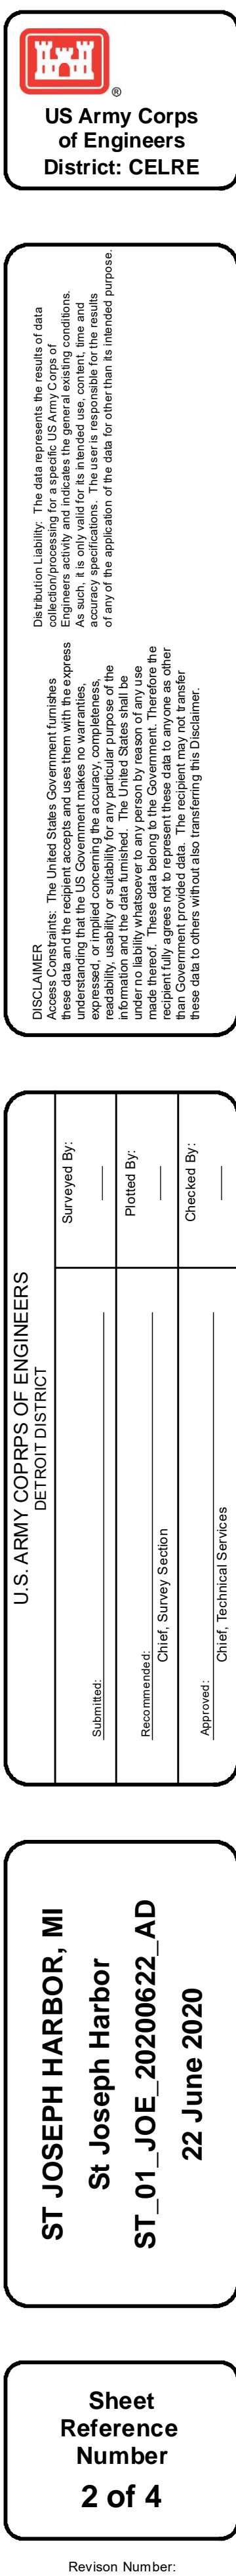 ®
US Army Corps
of Engineers
District: CELRE
DISCLAIMER
Access Constraints: The United States Government furnishes
these data and the recipient accepts and uses them with the express
understanding that the US Government makes no warranties,
expressed, or implied concerning the accuracy, completeness,
readability, usability or suitability for any particular purpose of the
information and the data furnished. The United States shall be
under no liability whatsoever to any person by reason of any use
made thereof. These data belong to the Government. Therefore the
recipient fully agrees not to represent these data to anyone as other
than Government provided data. The recipient may not transfer
these data to others without also transferring this Disclaimer.
Distribution Liability: The data represents the results of data
collection/processing for a specific US Army Corps of
Engineers activity and indicates the general existing conditions.
As such, it is only valid for its intended use, content, time and
accuracy specifications. The user is responsible for the results
of any of the application of the data for other than its intended purpose.
U.S. ARMY COPRPS OF ENGINEERS
DETROIT DISTRICT
Submitted:
Surveyed By:
Recommended:
Chief, Survey Section
Plotted By:
Approved:
Chief, Technical Services
Checked By:
ST JOSEPH HARBOR, MI
St Joseph Harbor
ST_01_JOE_20200622_AD
22 June 2020
Sheet
Reference
Number
2 of 4
Revison Number: